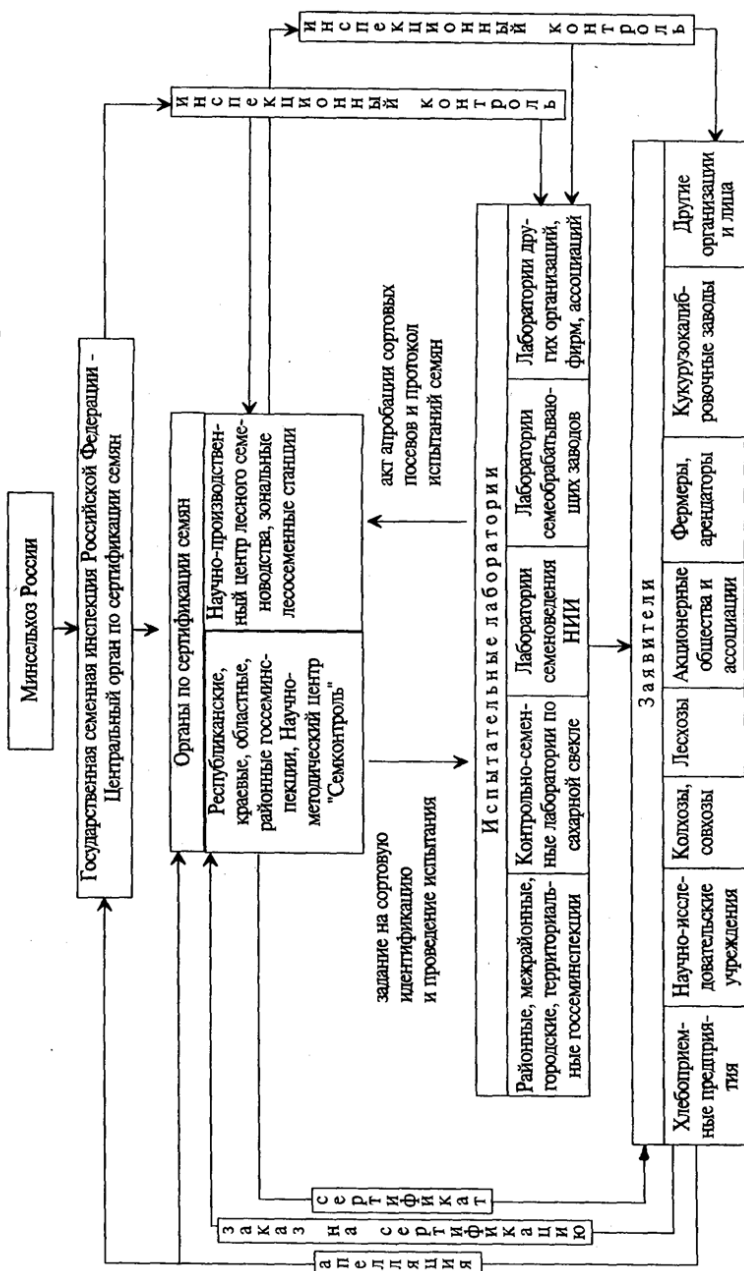 Минсельхоз России
Государственная семенная инспекция Российской Федерации -
Центральный орган по сертификации семян
инспекционный контроль
инспекционный контроль
Органы по сертификации семян
Республиканские,
краевые, областные,
районные госсеминс-
пекции, Научно-
методический центр
"Семконтроль"
Научно-производствен-
ный центр лесного семе-
новодства, зональные
лесосеменные станции
задание на сортовую
идентификацию
и проведение испытания
акт апробации сортовых
посевов и протокол
испытаний семян
Испытательные лаборатории
Районные, межрайонные,
городские, территориаль-
ные госсеминспекции
Контрольно-семен-
ные лаборатории по
сахарной свекле
Лаборатории
семеноведения
НИИ
Лаборатории
семеобрабатываю-
щих заводов
Лаборатории дру-
гих организаций,
фирм, ассоциаций
Заявители
Хлебоприем-
ные предприя-
тия
Научно-иссле-
довательские
учреждения
Колхозы,
совхозы
Лесхозы
Акционерные
общества и
ассоциации
Фермеры,
арендаторы
Кукурузокалиб-
ровочные заводы
Другие
организации
и лица
сертификат
заказ на сертификацию
апелляция